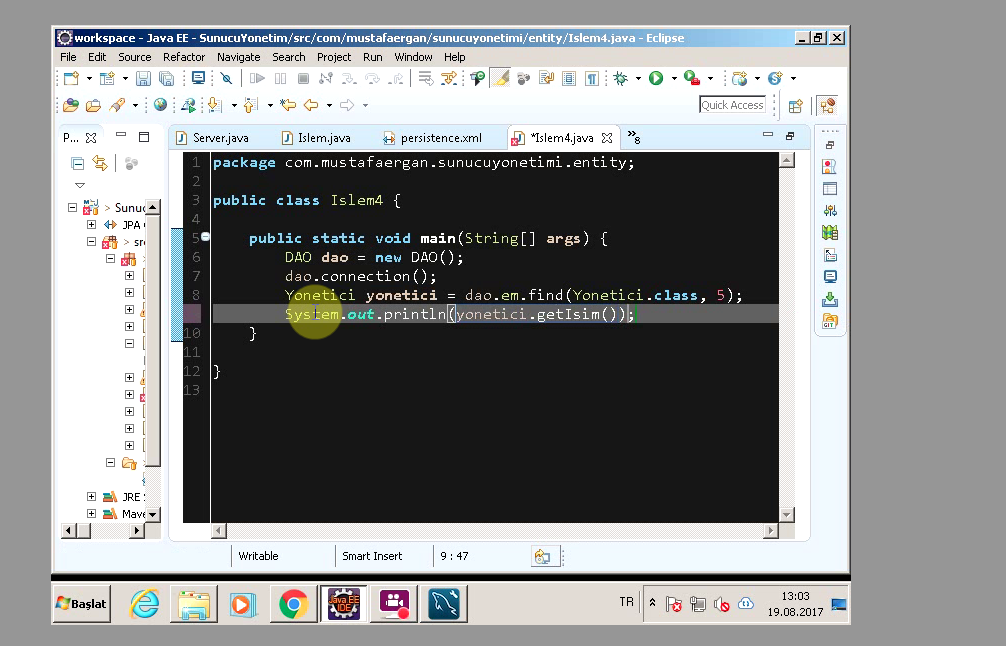 workspace - Java EE - SunucuYonetim/src/com/mustafaergan/sunucuyonetimi/entity/Islem4.java - Eclipse
File Edit Source Refactor Navigate Search Project Run Window Help
Quick Access
P...
Server.java Islem.java persistence.xml *Islem4.java »8
> Sunuc
JPA
> sr
JRE
Mave
1 package com.mustafaergan.sunucuyonetimi.entity;
2
3 public class Islem4 {
4
5 public static void main(String[] args) {
6 DAO dao = new DAO();
7 dao.connection();
8 Yonetici yonetici = dao.em.find(Yonetici.class, 5);
System.out.println(yonetici.getIsim());
10 }
11
12 }
13
Writable Smart Insert 9 : 47
Başlat
Java EE IDE
TR
13:03
19.08.2017